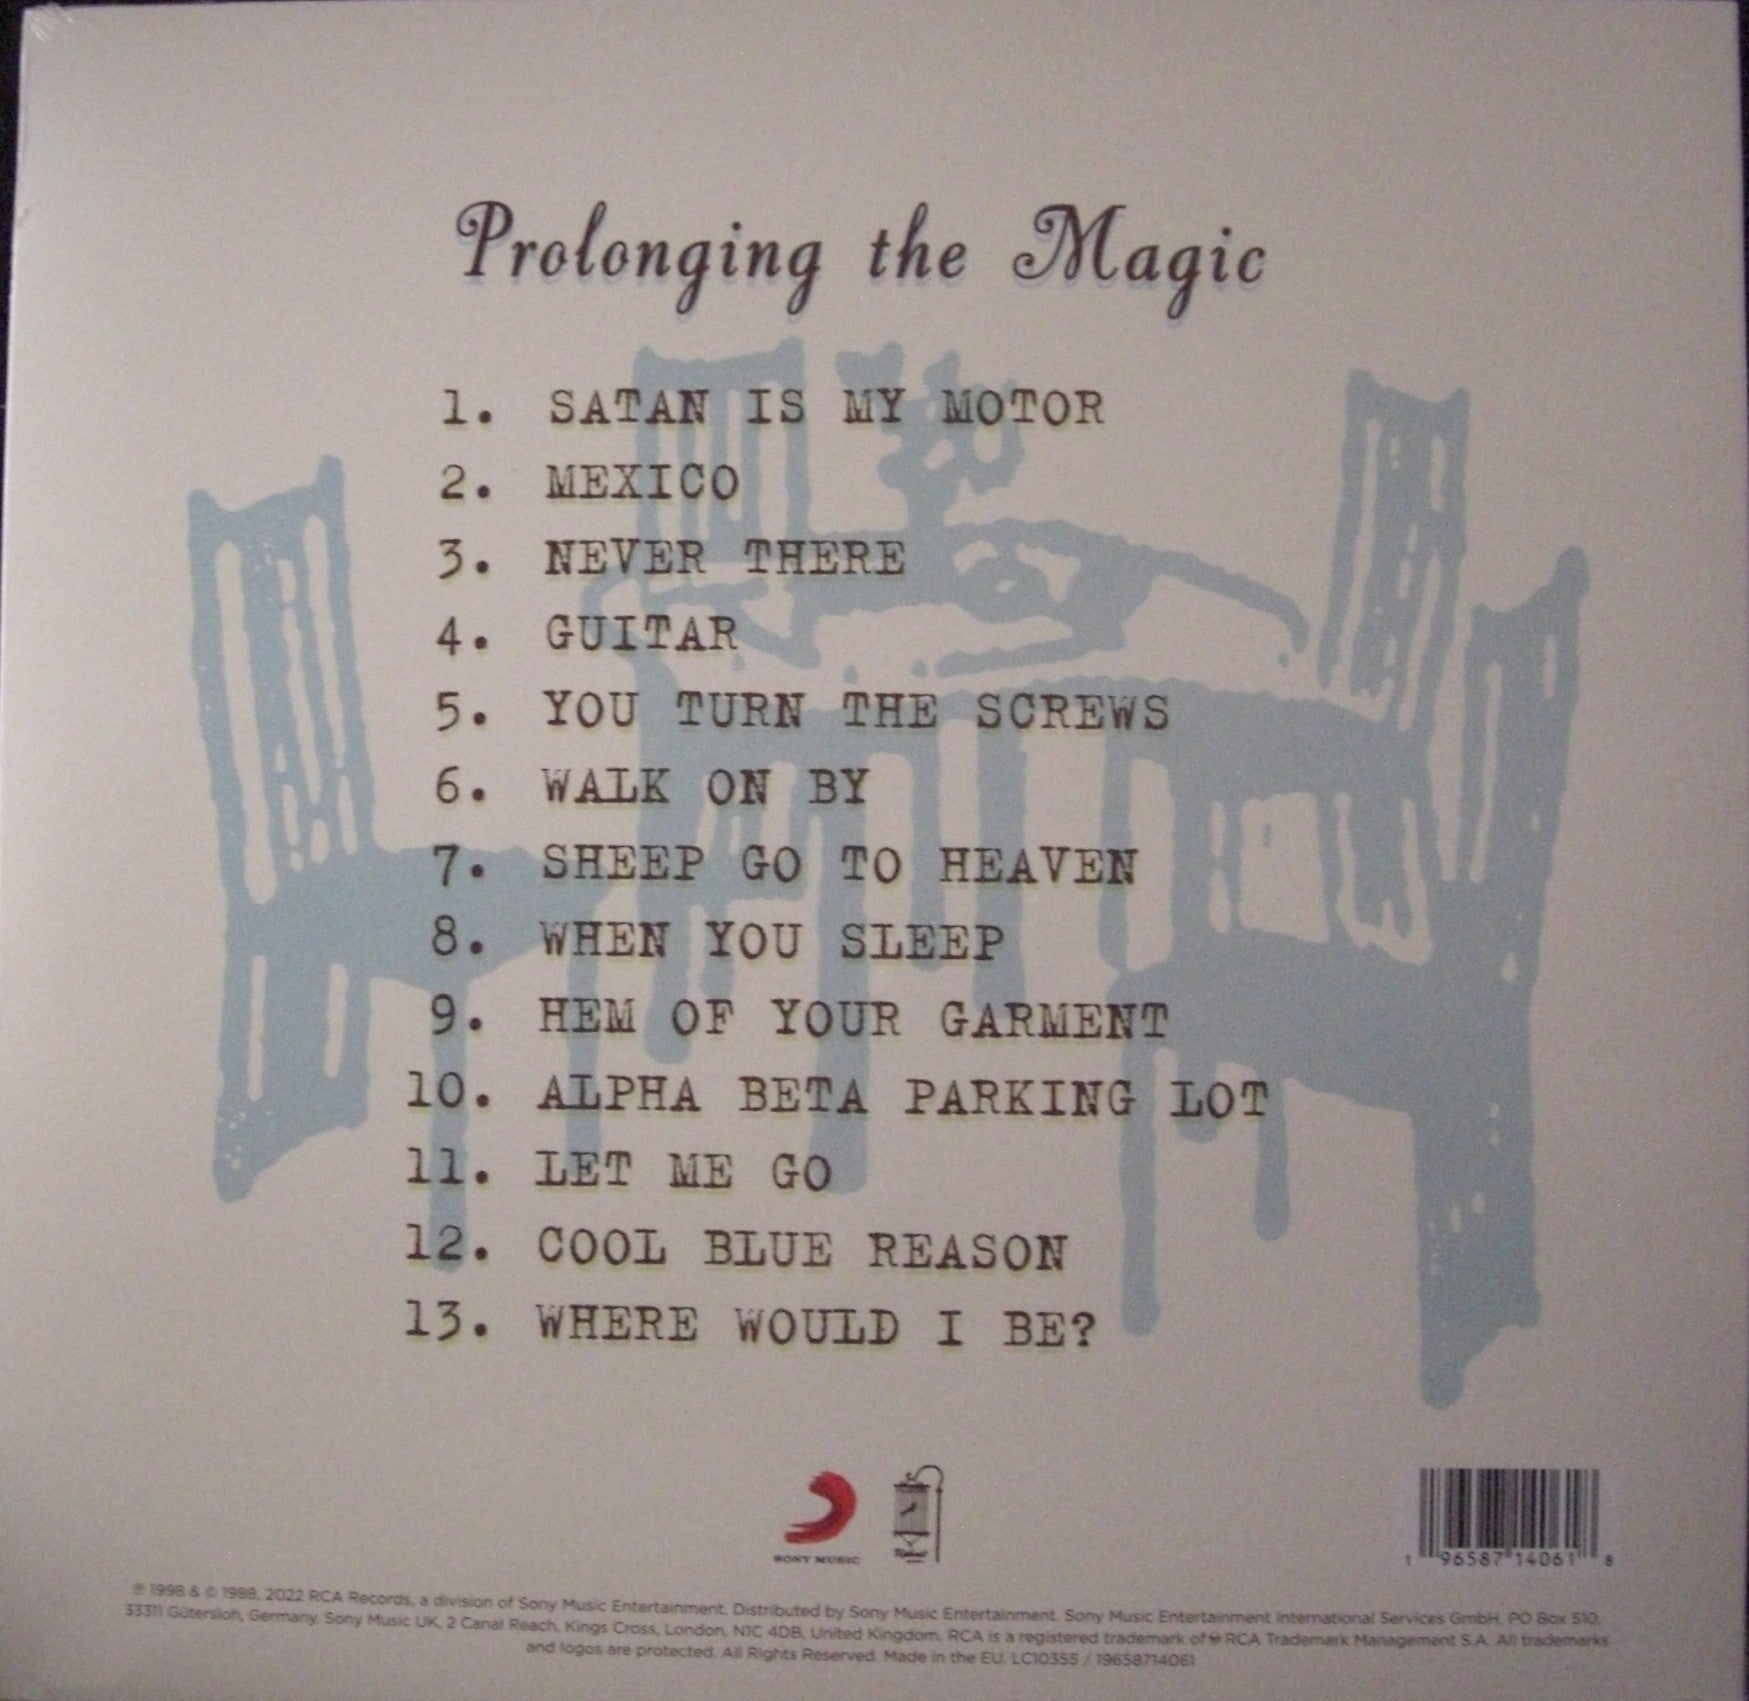 Prolonging the Magic
1. SATAN IS MY MOTOR
2. MEXICO
3. NEVER THERE
4. GUITAR
5. YOU TURN THE SCREWS
6. WALK ON BY
7. SHEEP GO TO HEAVEN
8. WHEN YOU SLEEP
9. HEM OF YOUR GARMENT
10. ALPHA BETA PARKING LOT
11. LET ME GO
12. COOL BLUE REASON
13. WHERE WOULD I BE?
SONY MUSIC
1 96587 14061 8
℗ 1998 & © 1988, 2022 RCA Records, a division of Sony Music Entertainment. Distributed by Sony Music Entertainment. Sony Music Entertainment International Services GmbH, PO Box 510,
33311 Gütersloh, Germany. Sony Music UK, 2 Canal Reach, Kings Cross, London, N1C 4DB, United Kingdom. RCA is a registered trademark of RCA Trademark Management S.A. All trademarks
and logos are protected. All Rights Reserved. Made in the EU. LC10355 / 19658714061